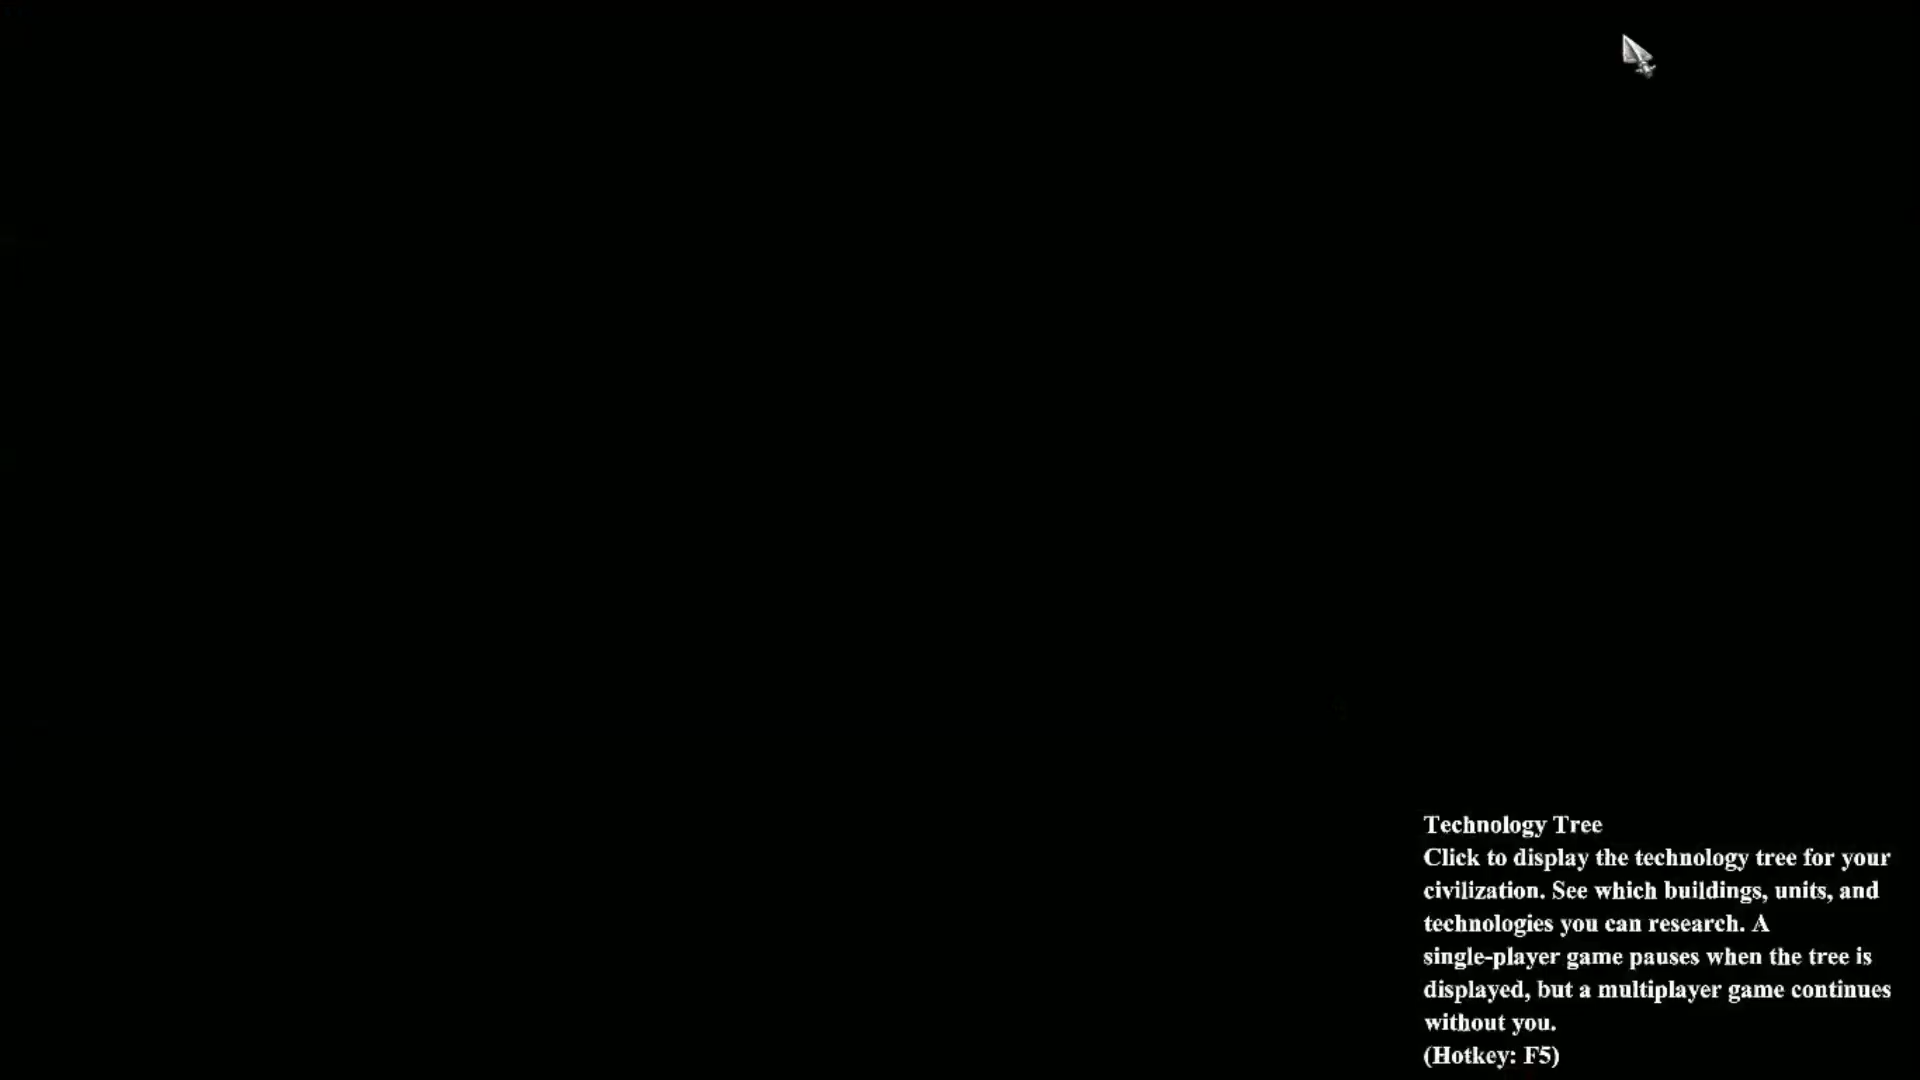 Technology Tree
Click to display the technology tree for your
civilization. See which buildings, units, and
technologies you can research. A
single-player game pauses when the tree is
displayed, but a multiplayer game continues
without you.
(Hotkey: F5)